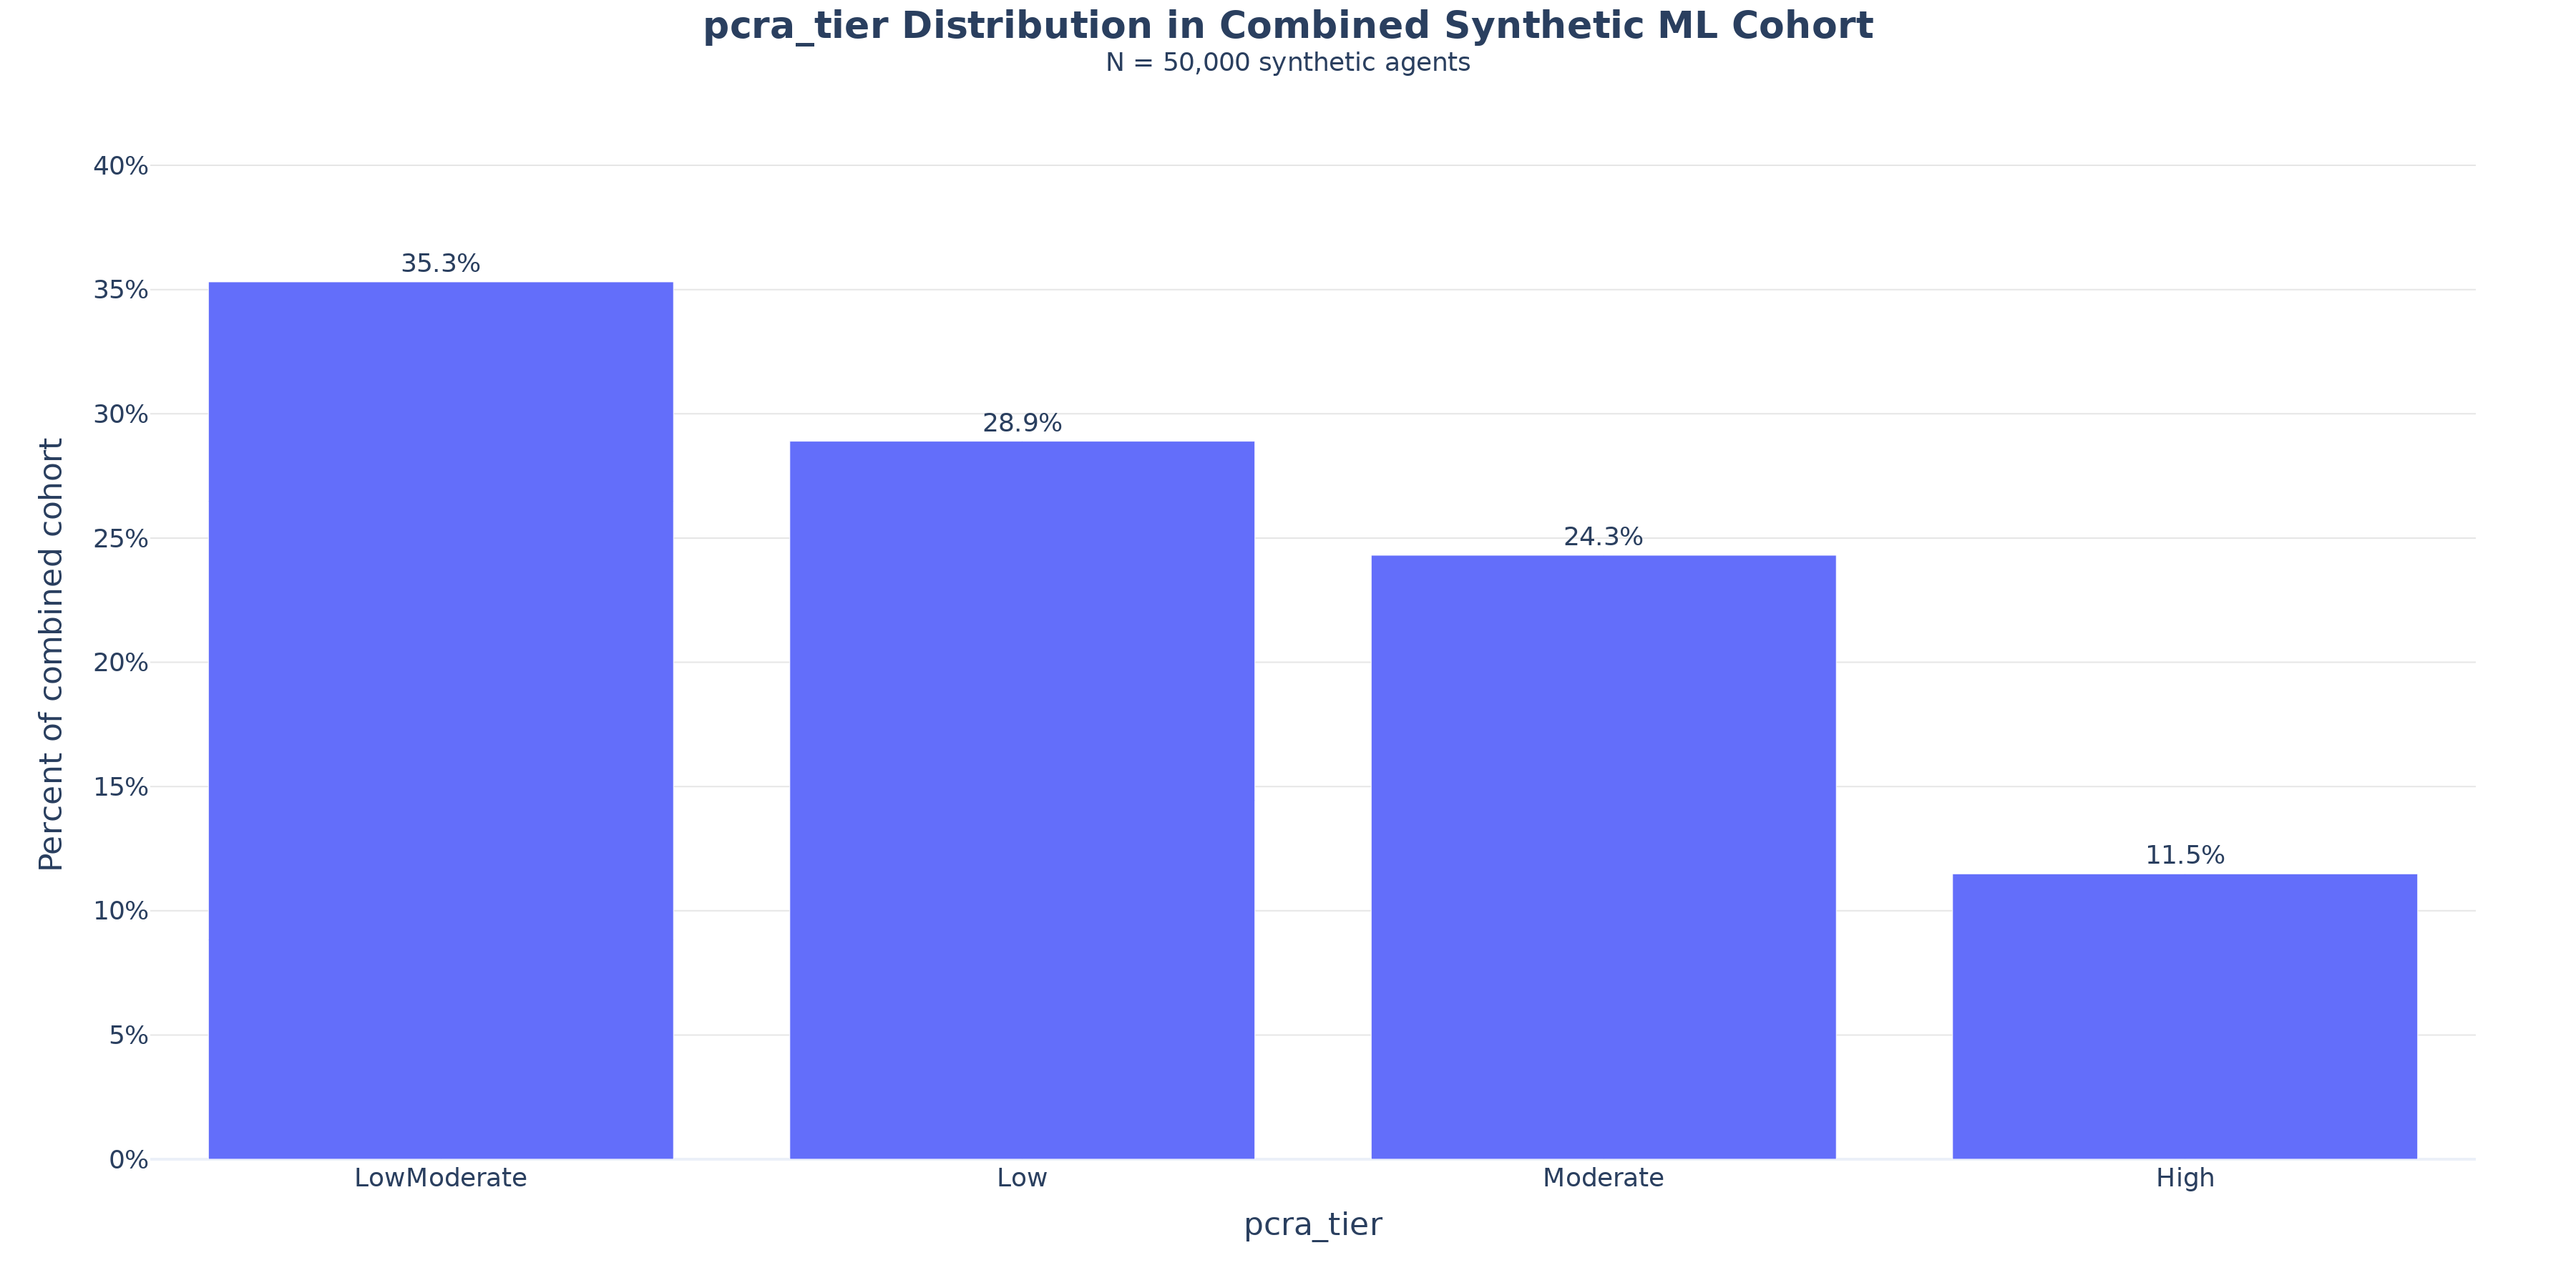 pcra_tier Distribution in Combined Synthetic ML Cohort
N = 50,000 synthetic agents
Percent of combined cohort
40%
35%
30%
25%
20%
15%
10%
5%
0%
35.3%
28.9%
24.3%
11.5%
LowModerate
Low
Moderate
High
pcra_tier